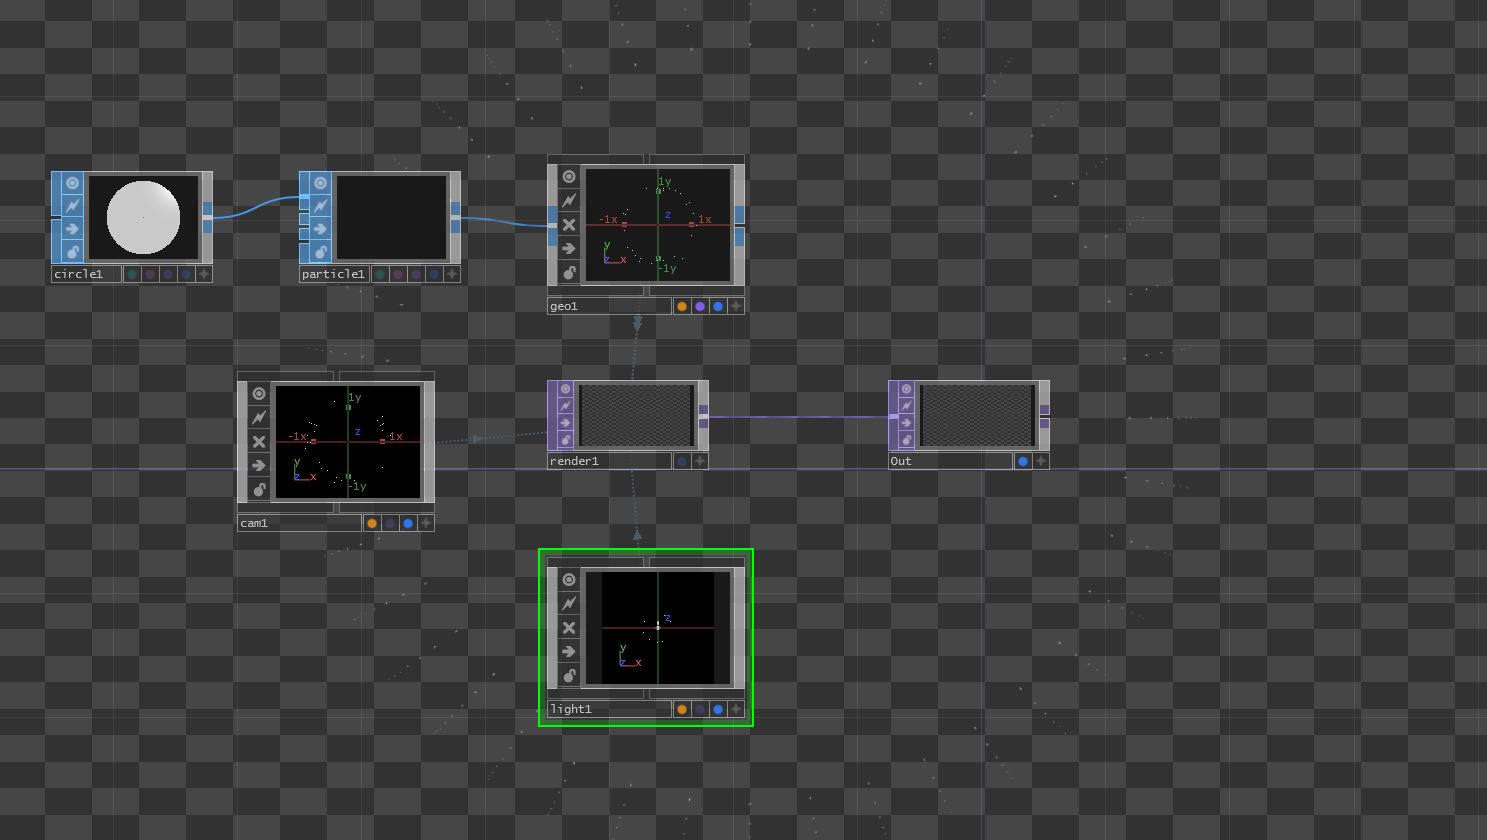 circle1
particle1
1y
-1x
z
1x
y
z
x
-1y
geo1
1y
z
-1x
1x
y
z
x
-1y
cam1
render1
Out
z
y
z
x
light1